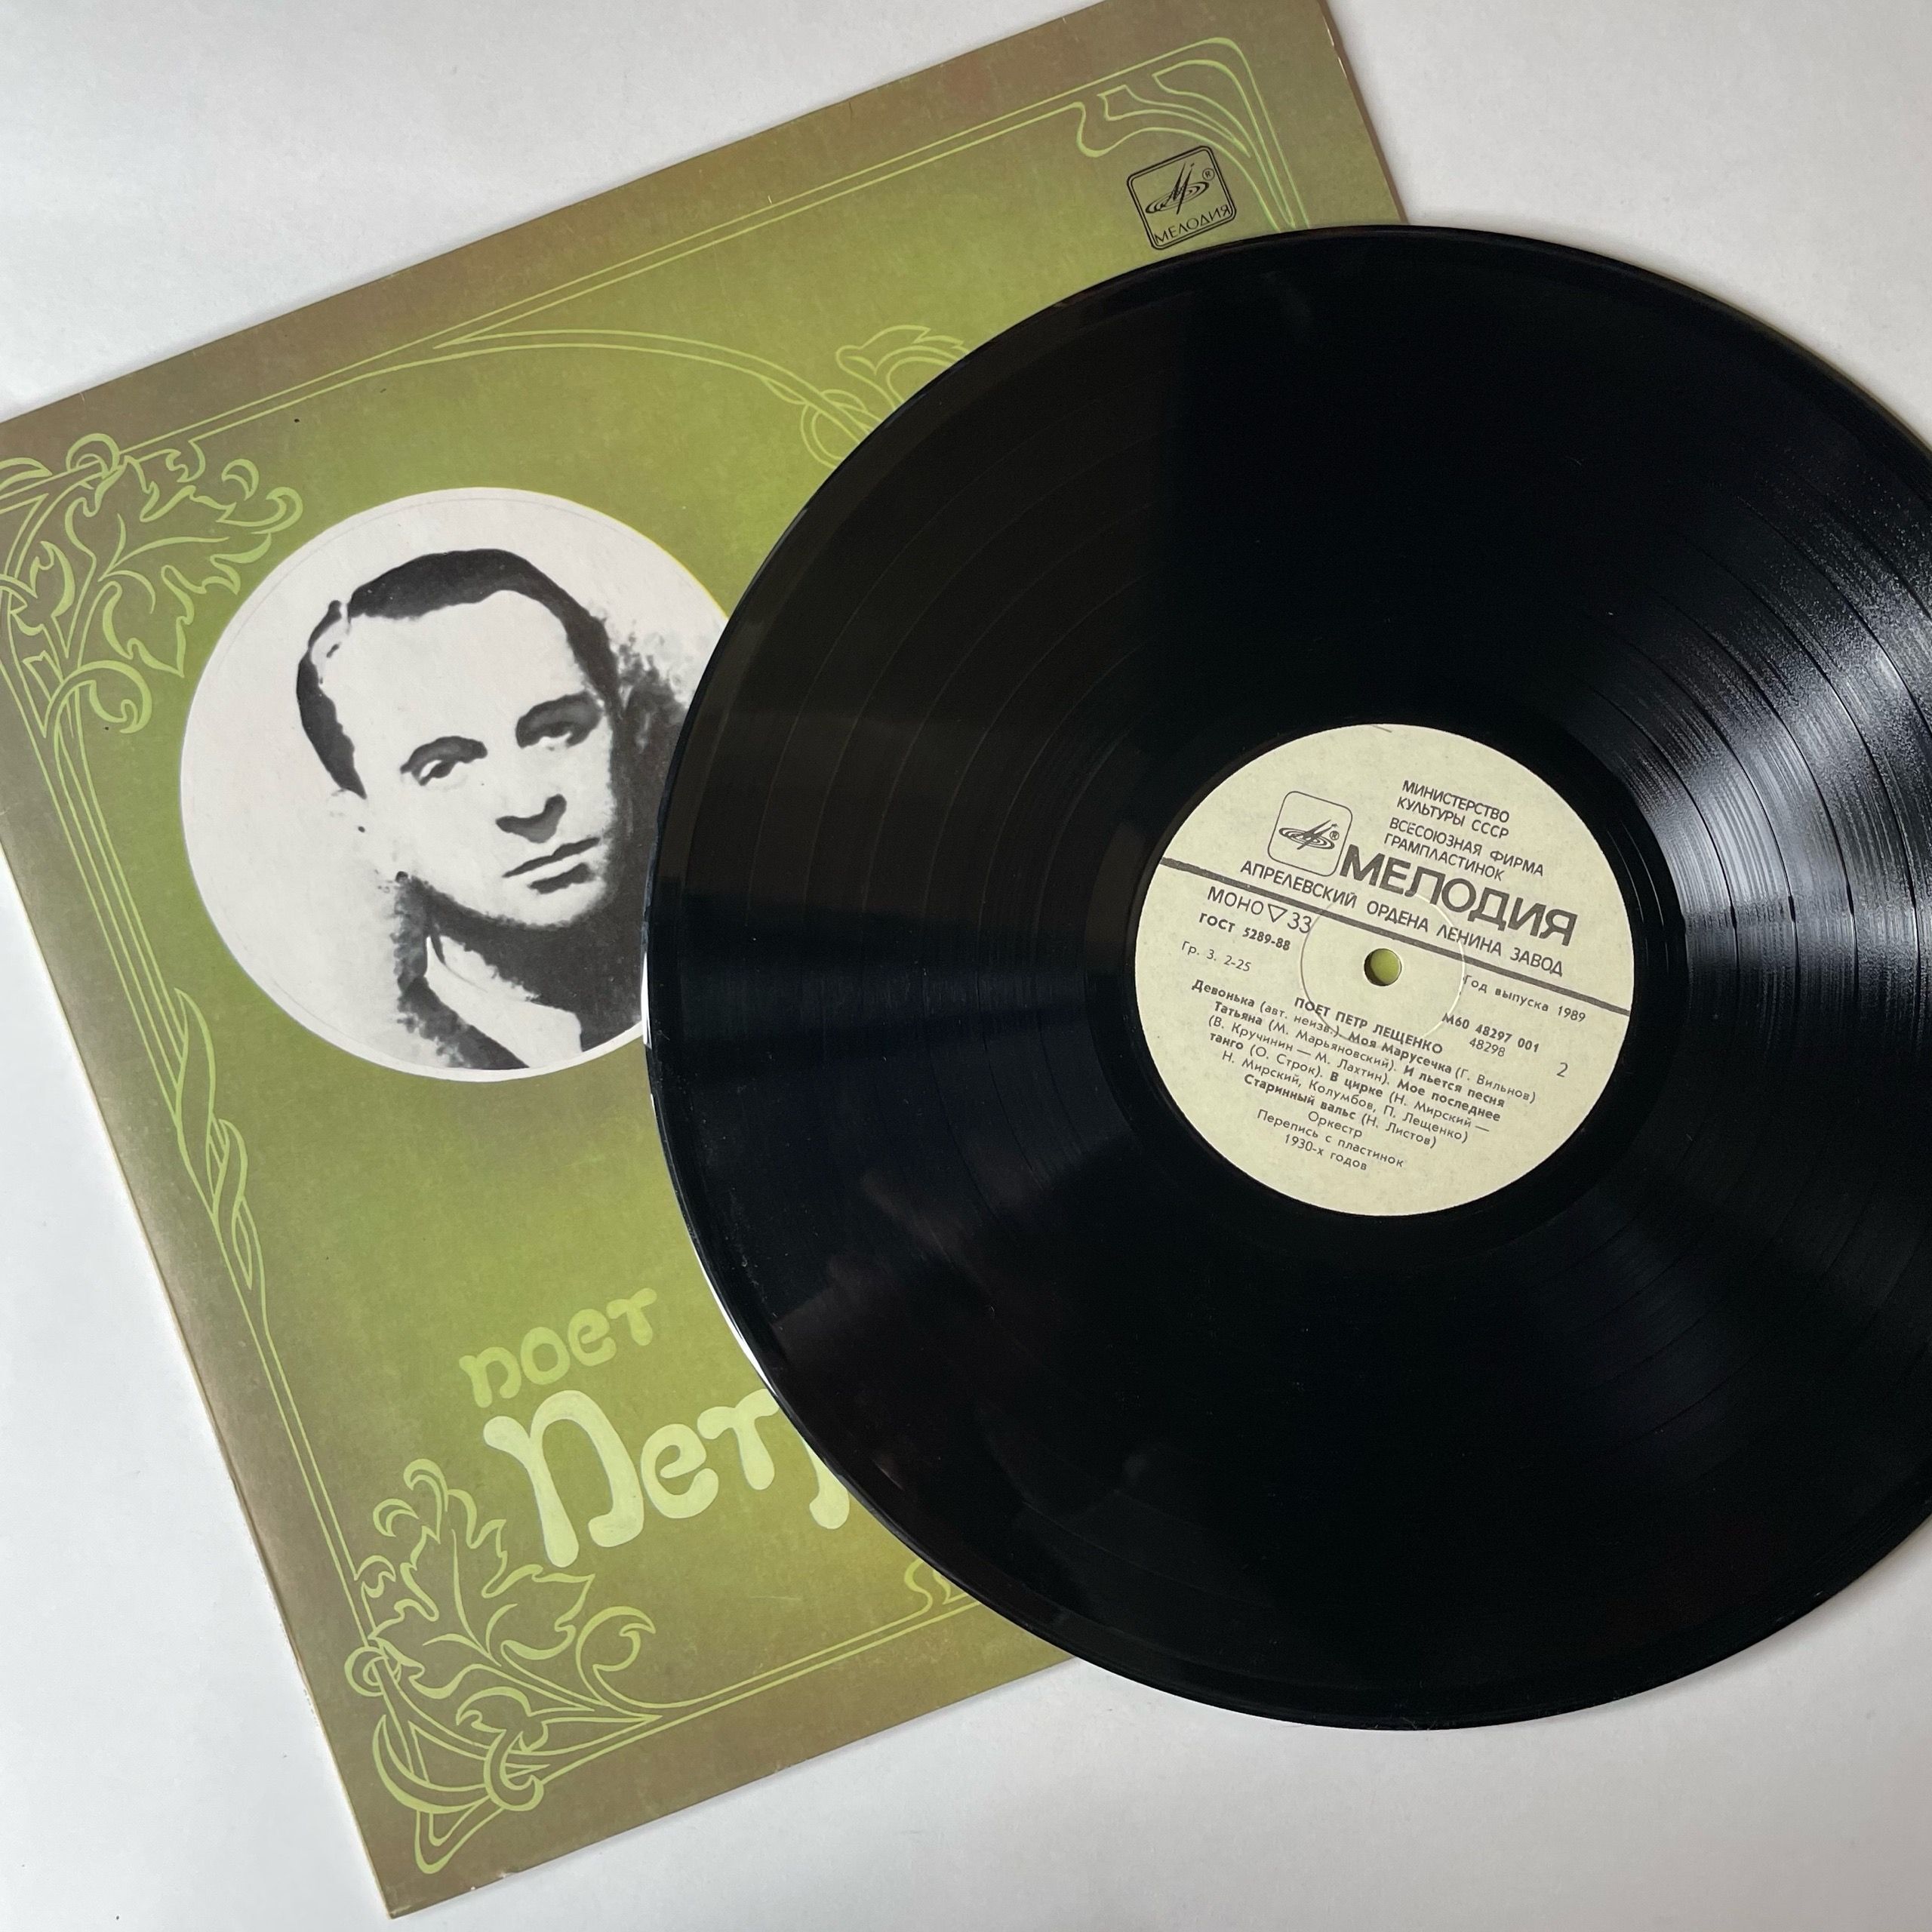 МЕЛОДИЯ
поет
Петр
МИНИСТЕРСТВО
КУЛЬТУРЫ СССР
ВСЕСОЮЗНАЯ ФИРМА
ГРАМПЛАСТИНОК
МЕЛОДИЯ
АПРЕЛЕВСКИЙ ОРДЕНА ЛЕНИНА ЗАВОД
МОНО 33
ГОСТ 5289-88
Гр. 3. 2-25
Год выпуска 1989
М60 48297 001
48298
2
ПОЕТ ПЕТР ЛЕЩЕНКО
Девонька (авт. неизв.). Моя Марусечка (Г. Вильнов)
Татьяна (М. Марьяновский). И льется песня
(В. Кручинин — М. Лахтин). Мое последнее
танго (О. Строк). В цирке (Н. Мирский —
Н. Мирский, Колумбов, П. Лещенко)
Старинный вальс (Н. Листов)
Оркестр
Перепись с пластинок
1930-х годов